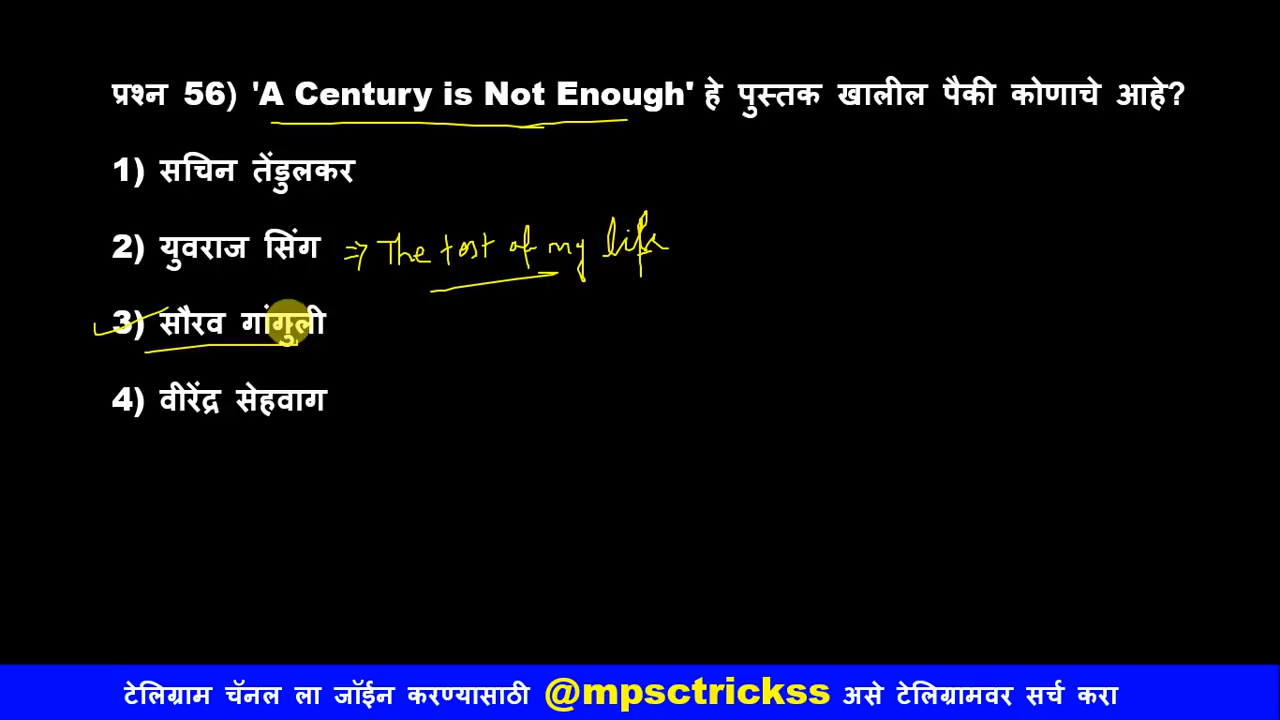 प्रश्न 56) 'A Century is Not Enough' हे पुस्तक खालील पैकी कोणाचे आहे?
1) सचिन तेंडुलकर
2) युवराज सिंग ⇒ The test of my life
3) सौरव गांगुली
4) वीरेंद्र सेहवाग
टेलिग्राम चॅनल ला जॉईन करण्यासाठी @mpsctrickss असे टेलिग्रामवर सर्च करा